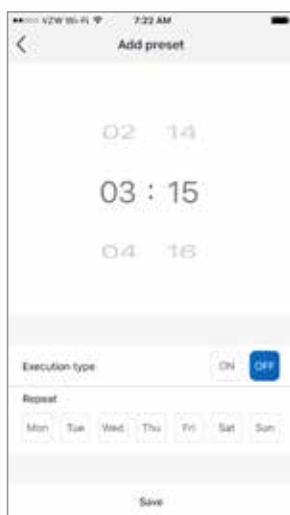 VZW Wi-Fi 7:22 AM
Add preset
02 14
03 : 15
04 16
Execution type ON OFF
Repeat
Mon Tue Wed Thu Fri Sat Sun
Save